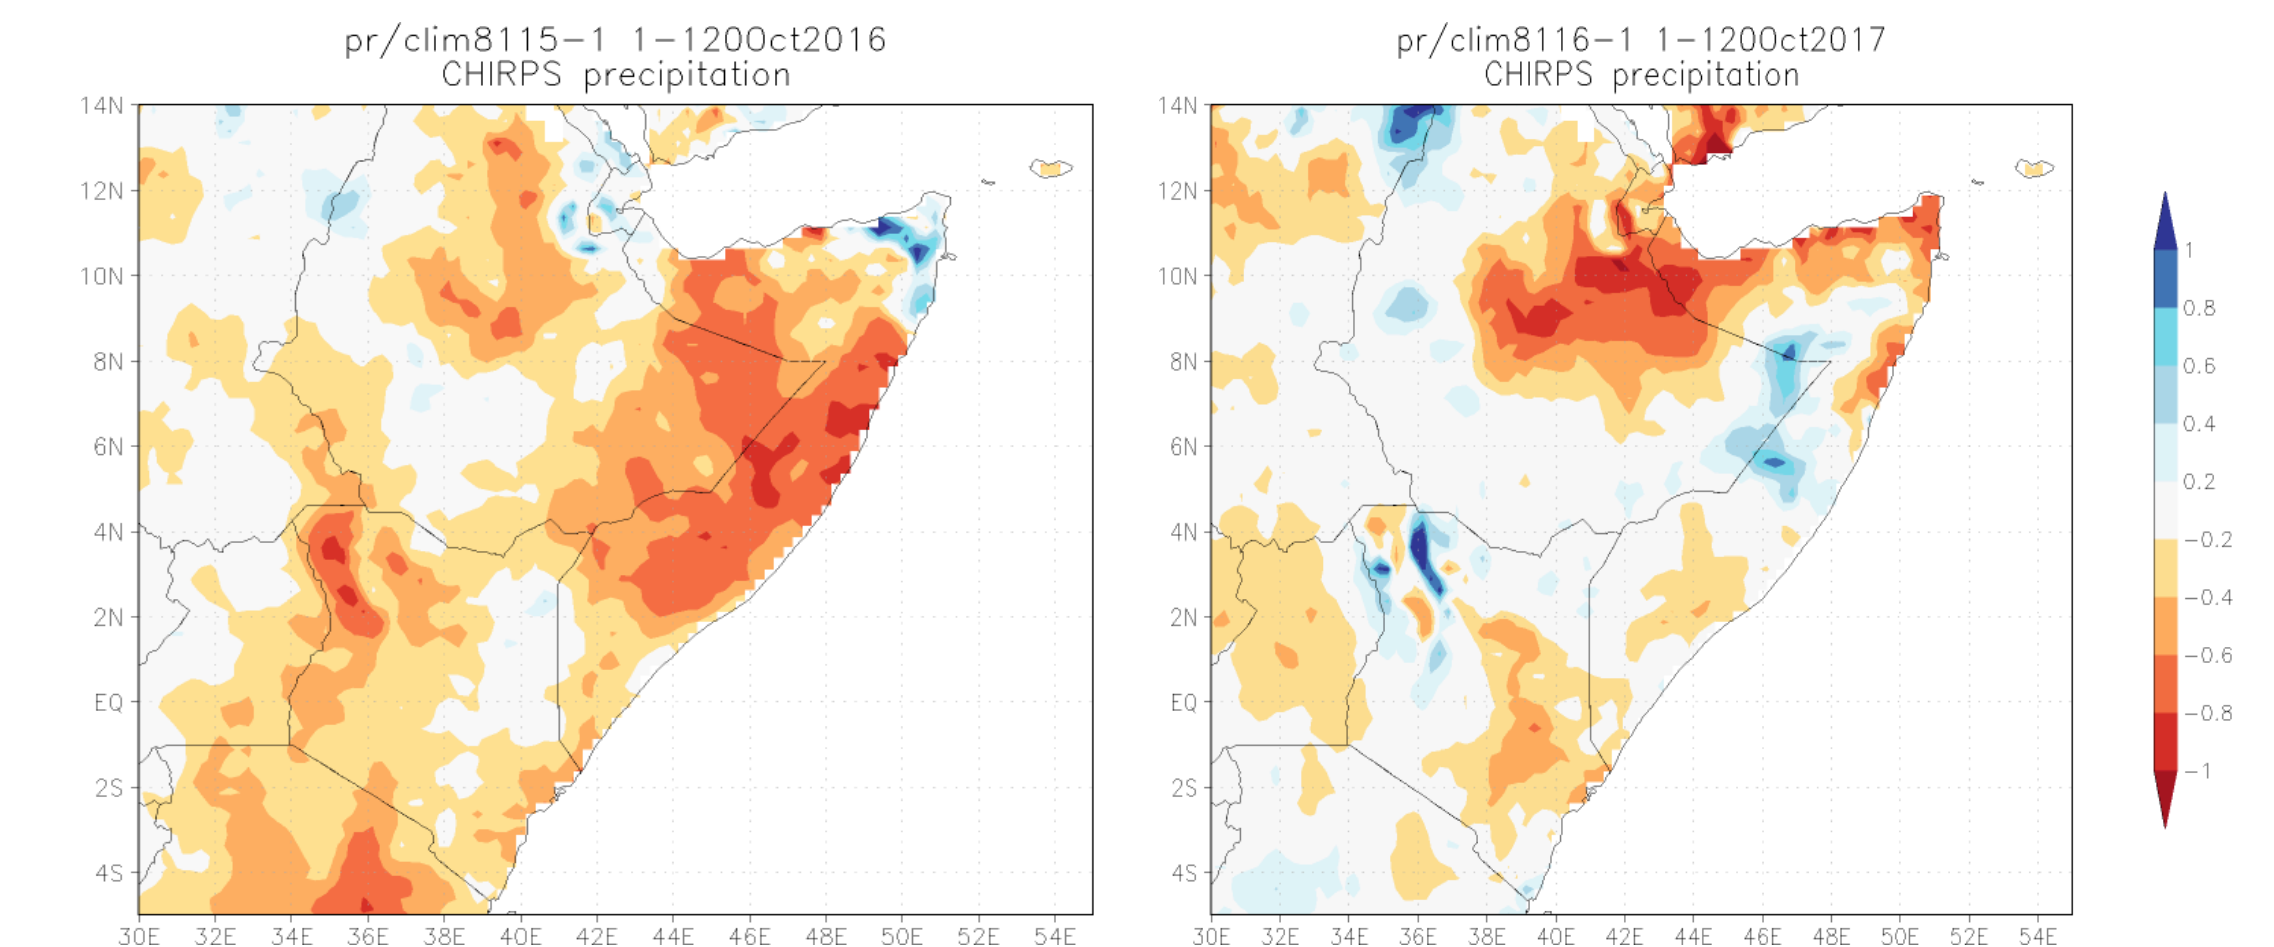 pr/clim8115-1 1-120Oct2016
CHIRPS precipitation
14N
12N
10N
8N
6N
4N
2N
EQ
2S
4S
30E 32E 34E 36E 38E 40E 42E 44E 46E 48E 50E 52E 54E
pr/clim8116-1 1-120Oct2017
CHIRPS precipitation
14N
12N
10N
8N
6N
4N
2N
EQ
2S
4S
30E 32E 34E 36E 38E 40E 42E 44E 46E 48E 50E 52E 54E
1
0.8
0.6
0.4
0.2
-0.2
-0.4
-0.6
-0.8
-1